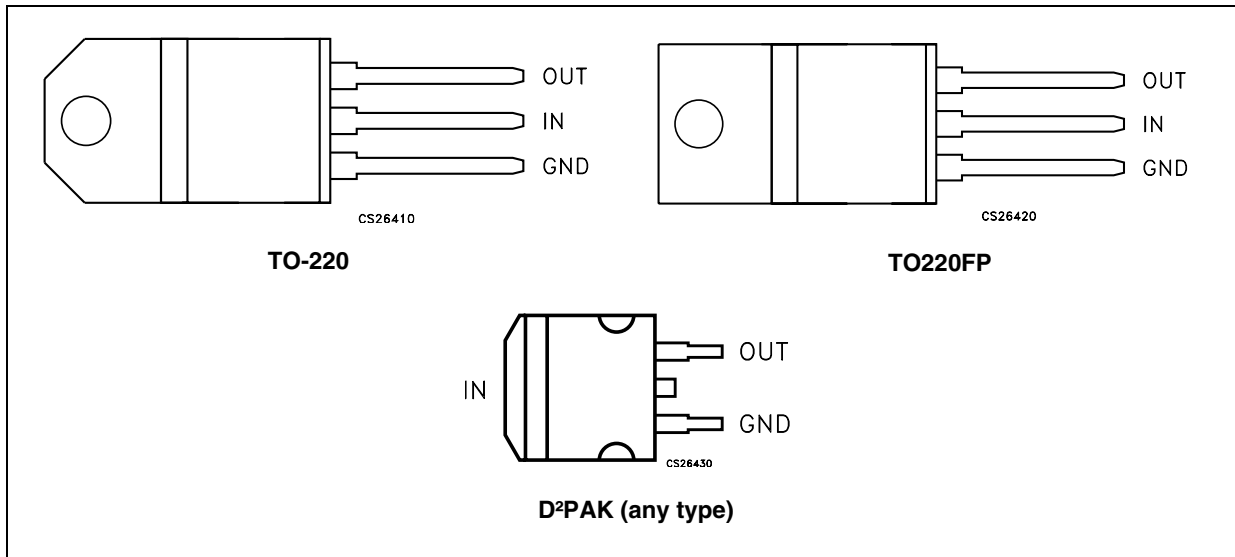 OUT
IN
GND
CS26410
TO-220
OUT
IN
GND
CS26420
TO220FP
IN
OUT
GND
CS26430
D²PAK (any type)